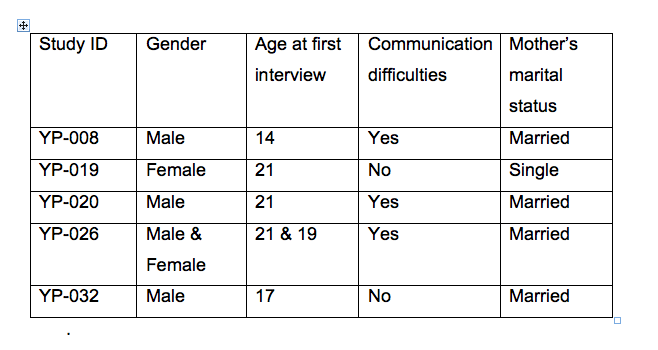 Study ID Gender Age at first Communication Mother's
interview difficulties marital
status
YP-008 Male 14 Yes Married
YP-019 Female 21 No Single
YP-020 Male 21 Yes Married
YP-026 Male & 21 & 19 Yes Married
Female
YP-032 Male 17 No Married
.